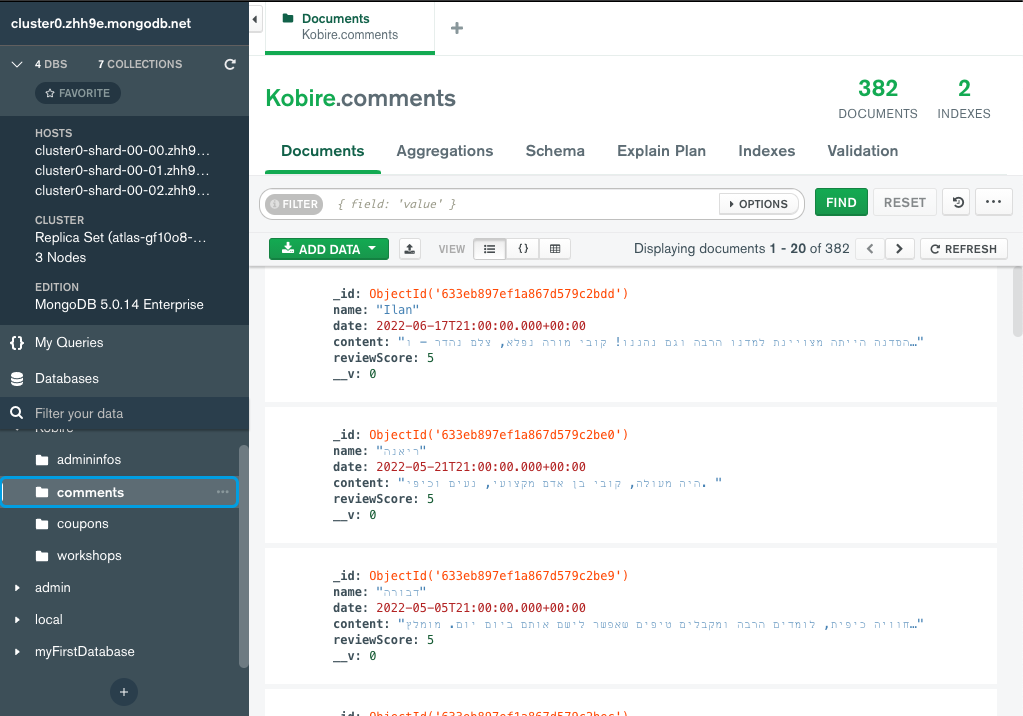 cluster0.zhh9e.mongodb.net
4 DBS 7 COLLECTIONS
FAVORITE
HOSTS
cluster0-shard-00-00.zhh9...
cluster0-shard-00-01.zhh9...
cluster0-shard-00-02.zhh9...
CLUSTER
Replica Set (atlas-gf10o8-...
3 Nodes
EDITION
MongoDB 5.0.14 Enterprise
My Queries
Databases
Filter your data
Kobire
admininfos
comments
coupons
workshops
admin
local
myFirstDatabase
Documents
Kobire.comments
Kobire.comments
382 DOCUMENTS
2 INDEXES
Documents Aggregations Schema Explain Plan Indexes Validation
FILTER { field: 'value' } OPTIONS FIND RESET
ADD DATA VIEW Displaying documents 1 - 20 of 382 REFRESH
_id: ObjectId('633eb897ef1a867d579c2bdd')
name: "Ilan"
date: 2022-06-17T21:00:00.000+00:00
content: "הסדנה הייתה מצויינת למדנו הרבה וגם נהננו! קובי מורה נפלא, צלם נהדר – ו…"
reviewScore: 5
__v: 0
_id: ObjectId('633eb897ef1a867d579c2be0')
name: "ריאנה"
date: 2022-05-21T21:00:00.000+00:00
content: "היה מעולה, קובי בן אדם מקצועי, נעים וכיפי. "
reviewScore: 5
__v: 0
_id: ObjectId('633eb897ef1a867d579c2be9')
name: "דבורה"
date: 2022-05-05T21:00:00.000+00:00
content: "חוויה כיפית, לומדים הרבה ומקבלים טיפים שאפשר לישם אותם ביום יום. מומלץ…"
reviewScore: 5
__v: 0